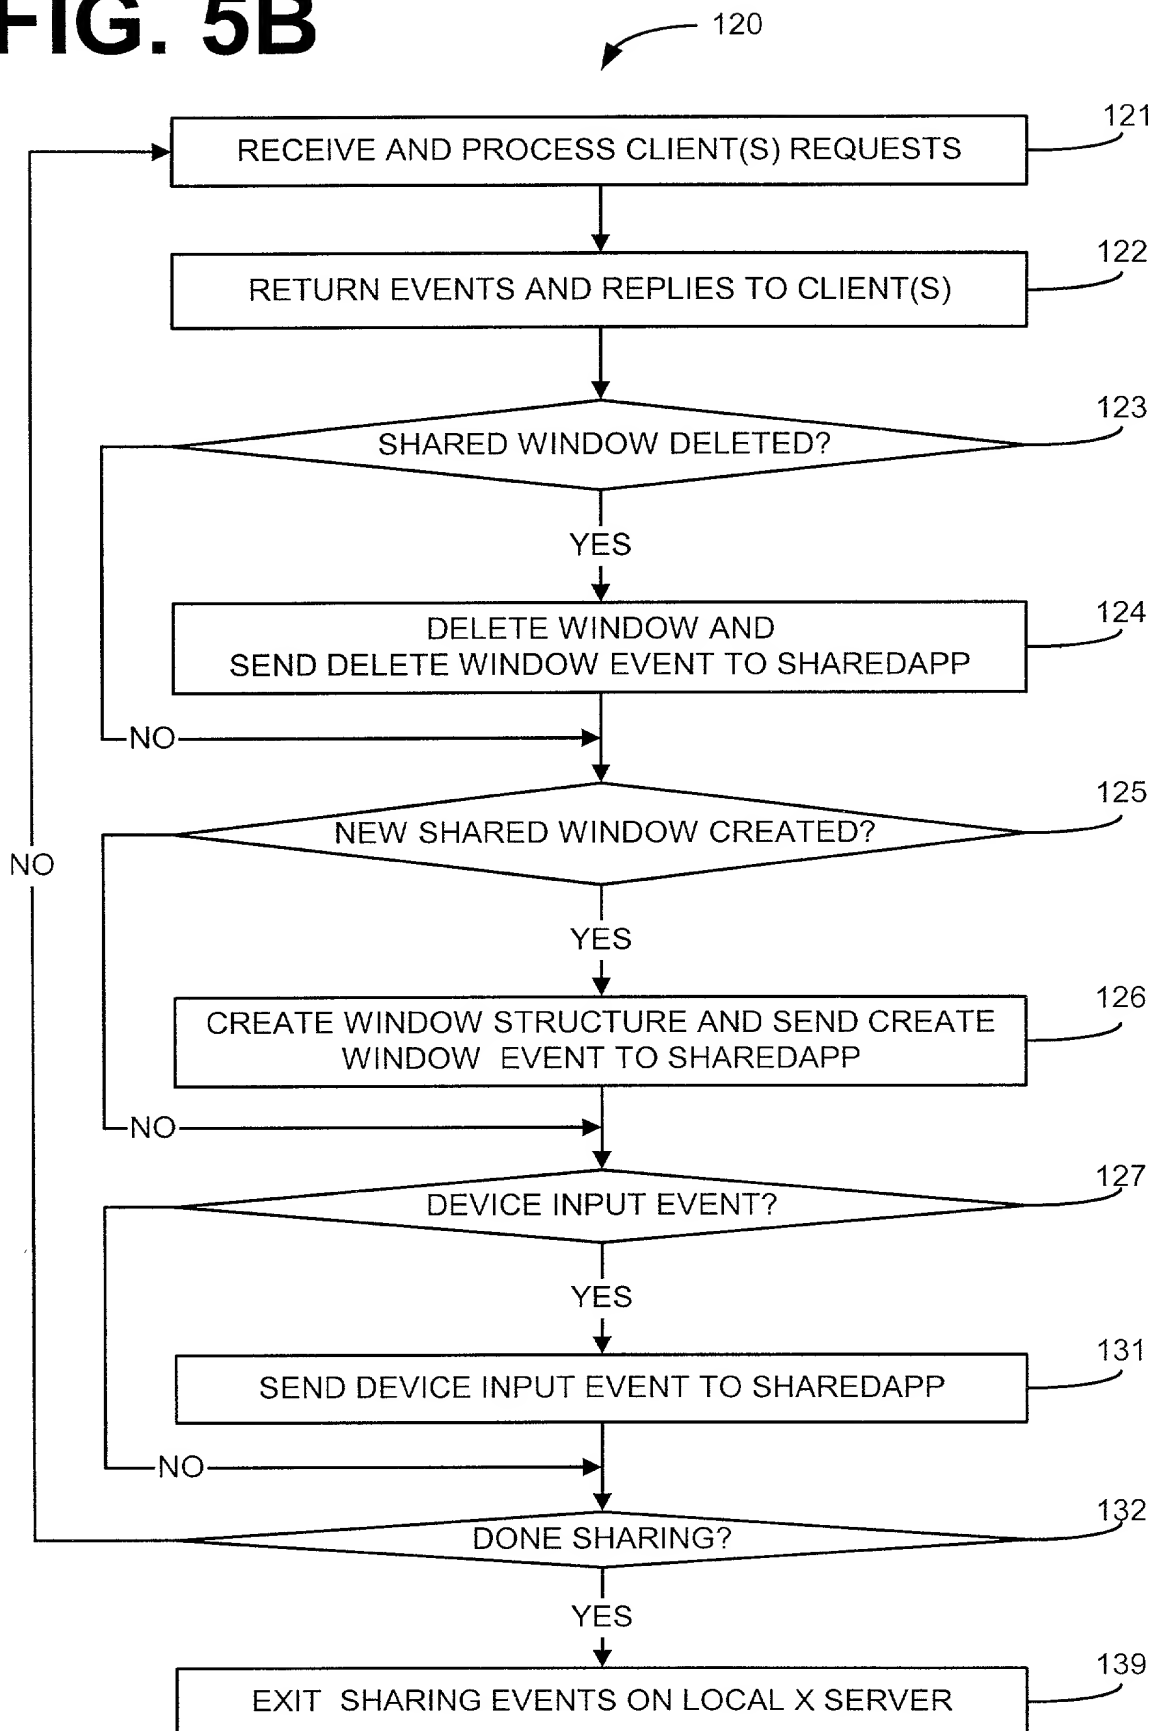 FIG. 5B
120
121
RECEIVE AND PROCESS CLIENT(S) REQUESTS
122
RETURN EVENTS AND REPLIES TO CLIENT(S)
123
SHARED WINDOW DELETED?
YES
124
DELETE WINDOW AND
SEND DELETE WINDOW EVENT TO SHAREDAPP
NO
125
NEW SHARED WINDOW CREATED?
NO
YES
126
CREATE WINDOW STRUCTURE AND SEND CREATE
WINDOW EVENT TO SHAREDAPP
NO
127
DEVICE INPUT EVENT?
YES
131
SEND DEVICE INPUT EVENT TO SHAREDAPP
NO
132
DONE SHARING?
YES
139
EXIT SHARING EVENTS ON LOCAL X SERVER